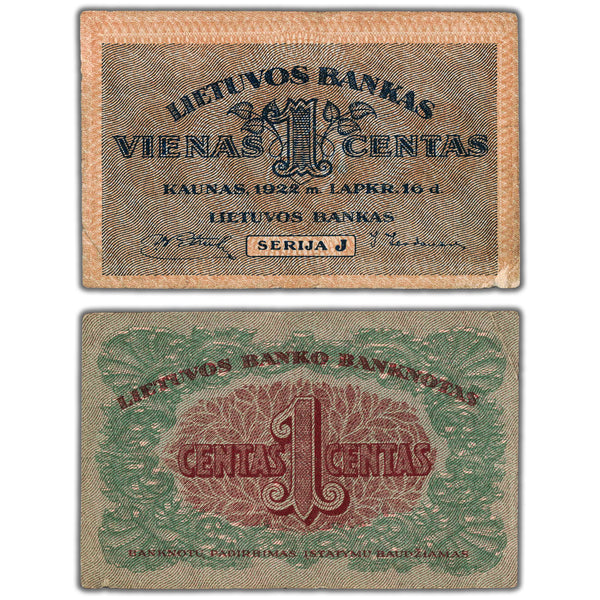 LIETUVOS BANKAS
VIENAS 1 CENTAS
KAUNAS, 1922 m. LAPKR. 16 d.
LIETUVOS BANKAS
SERIJA J
LIETUVOS BANKO BANKNOTAS
CENTAS 1 CENTAS
BANKNOTŲ PADIRBIMAS ĮSTATYMŲ BAUDŽIAMAS